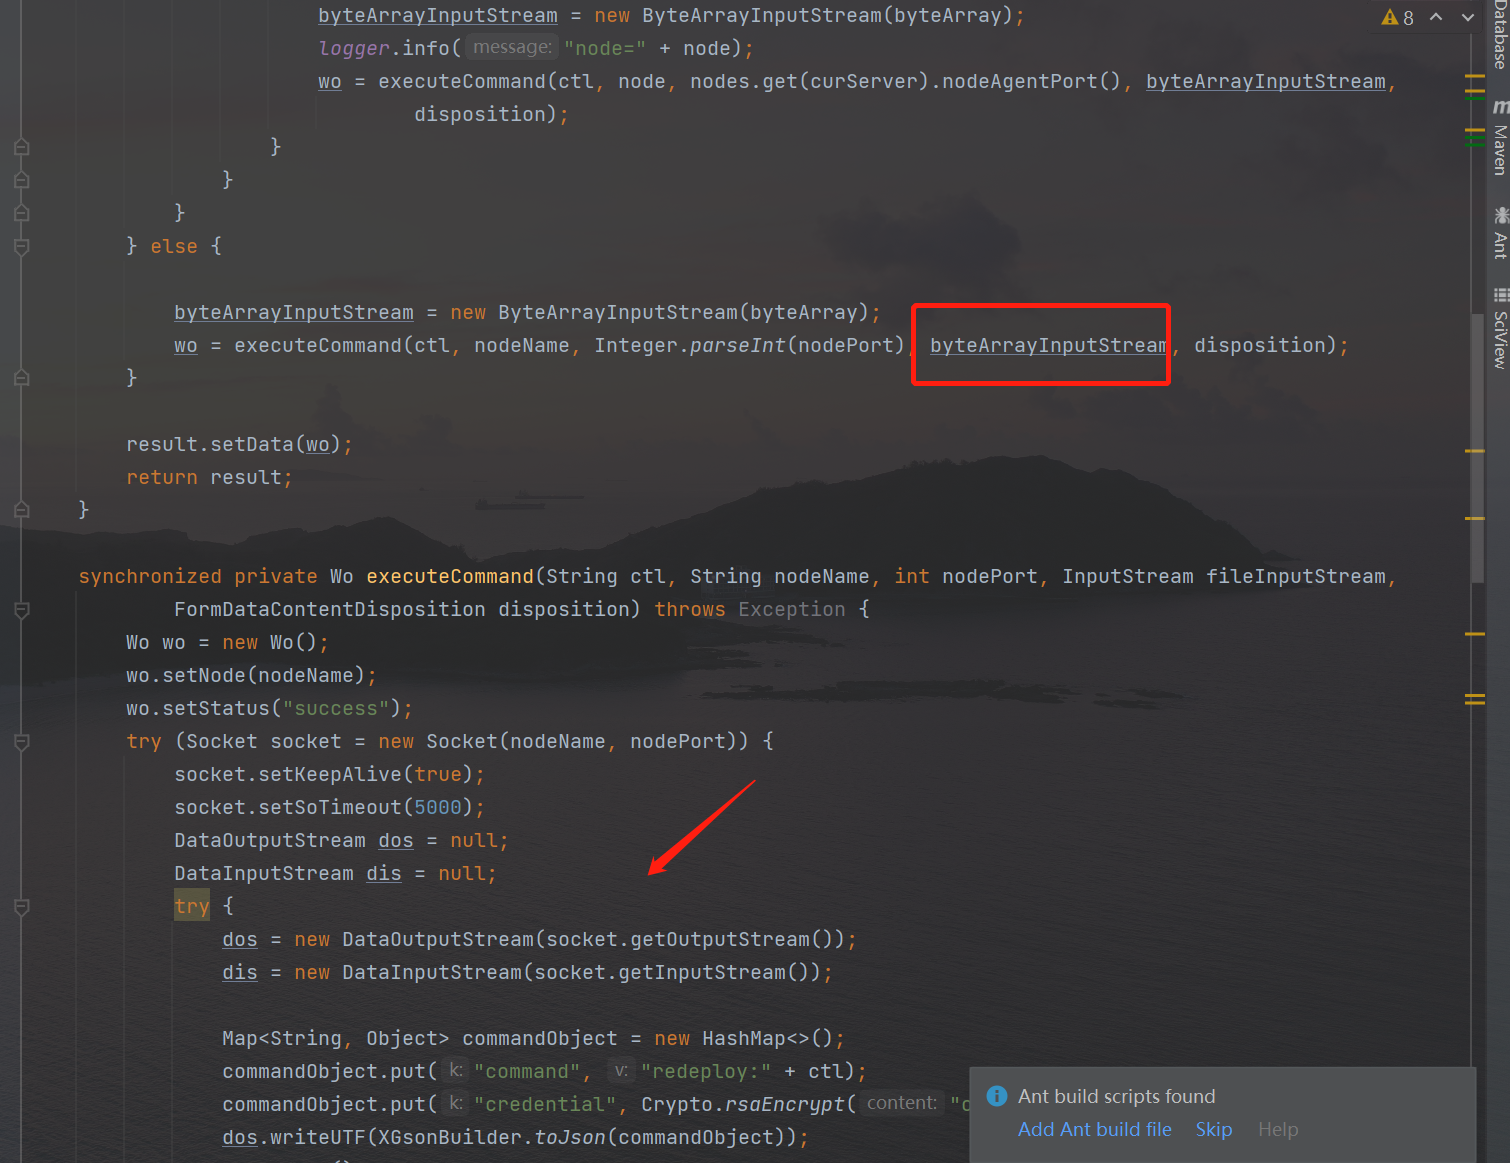 byteArrayInputStream = new ByteArrayInputStream(byteArray);
logger.info( message: "node=" + node);
wo = executeCommand(ctl, node, nodes.get(curServer).nodeAgentPort(), byteArrayInputStream,
disposition);
}
}
}
} else {
byteArrayInputStream = new ByteArrayInputStream(byteArray);
wo = executeCommand(ctl, nodeName, Integer.parseInt(nodePort), byteArrayInputStream, disposition);
}
result.setData(wo);
return result;
}
synchronized private Wo executeCommand(String ctl, String nodeName, int nodePort, InputStream fileInputStream,
FormDataContentDisposition disposition) throws Exception {
Wo wo = new Wo();
wo.setNode(nodeName);
wo.setStatus("success");
try (Socket socket = new Socket(nodeName, nodePort)) {
socket.setKeepAlive(true);
socket.setSoTimeout(5000);
DataOutputStream dos = null;
DataInputStream dis = null;
try {
dos = new DataOutputStream(socket.getOutputStream());
dis = new DataInputStream(socket.getInputStream());
Map<String, Object> commandObject = new HashMap<>();
commandObject.put( k: "command", v: "redeploy:" + ctl);
commandObject.put( k: "credential", Crypto.rsaEncrypt( content: "o
dos.writeUTF(XGsonBuilder.toJson(commandObject));
8
Database
Maven
Ant
SciView
Ant build scripts found
Add Ant build file Skip Help